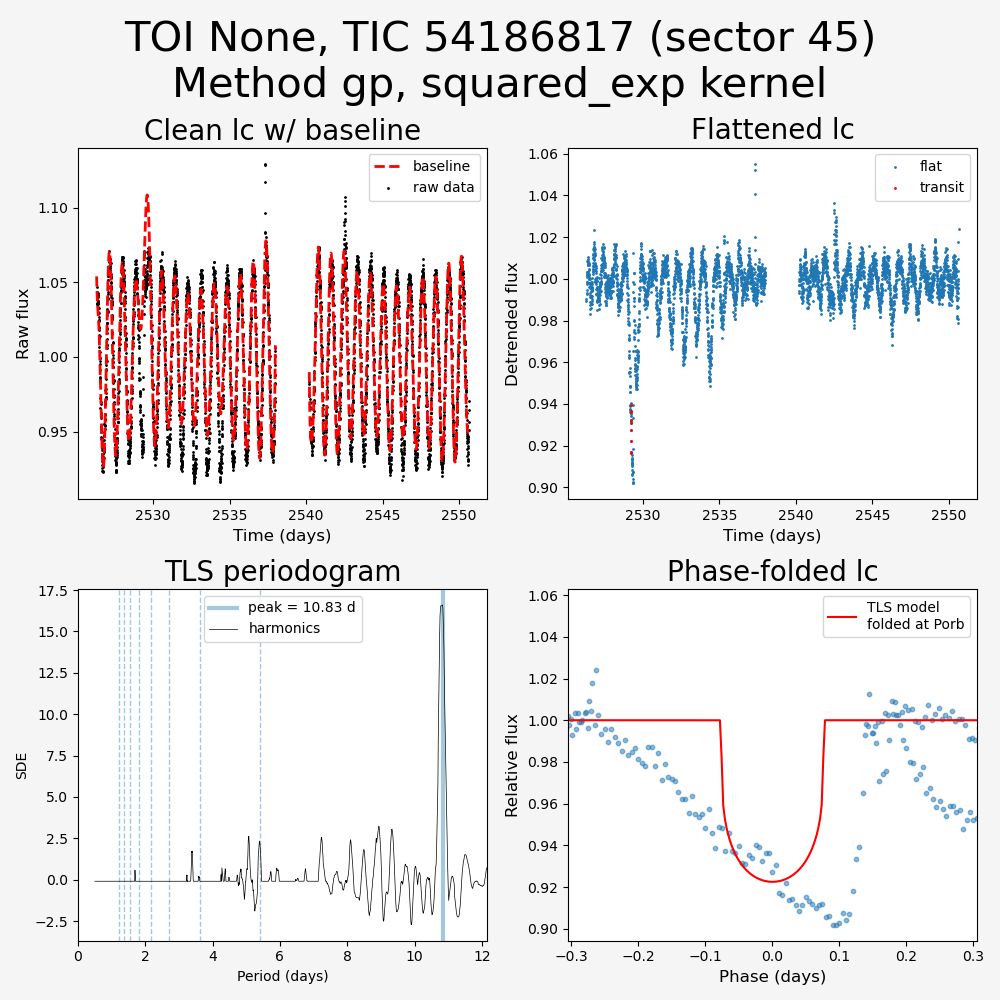 TOI None, TIC 54186817 (sector 45)
Method gp, squared_exp kernel
Clean lc w/ baseline
baseline
raw data
1.10
1.05
1.00
0.95
Raw flux
2530
2535
2540
2545
2550
Time (days)
Flattened lc
flat
transit
1.06
1.04
1.02
1.00
0.98
0.96
0.94
0.92
0.90
Detrended flux
2530
2535
2540
2545
2550
Time (days)
TLS periodogram
peak = 10.83 d
harmonics
17.5
15.0
12.5
10.0
7.5
5.0
2.5
0.0
−2.5
SDE
0
2
4
6
8
10
12
Period (days)
Phase-folded lc
TLS model
folded at Porb
1.06
1.04
1.02
1.00
0.98
0.96
0.94
0.92
0.90
Relative flux
−0.3
−0.2
−0.1
0.0
0.1
0.2
0.3
Phase (days)